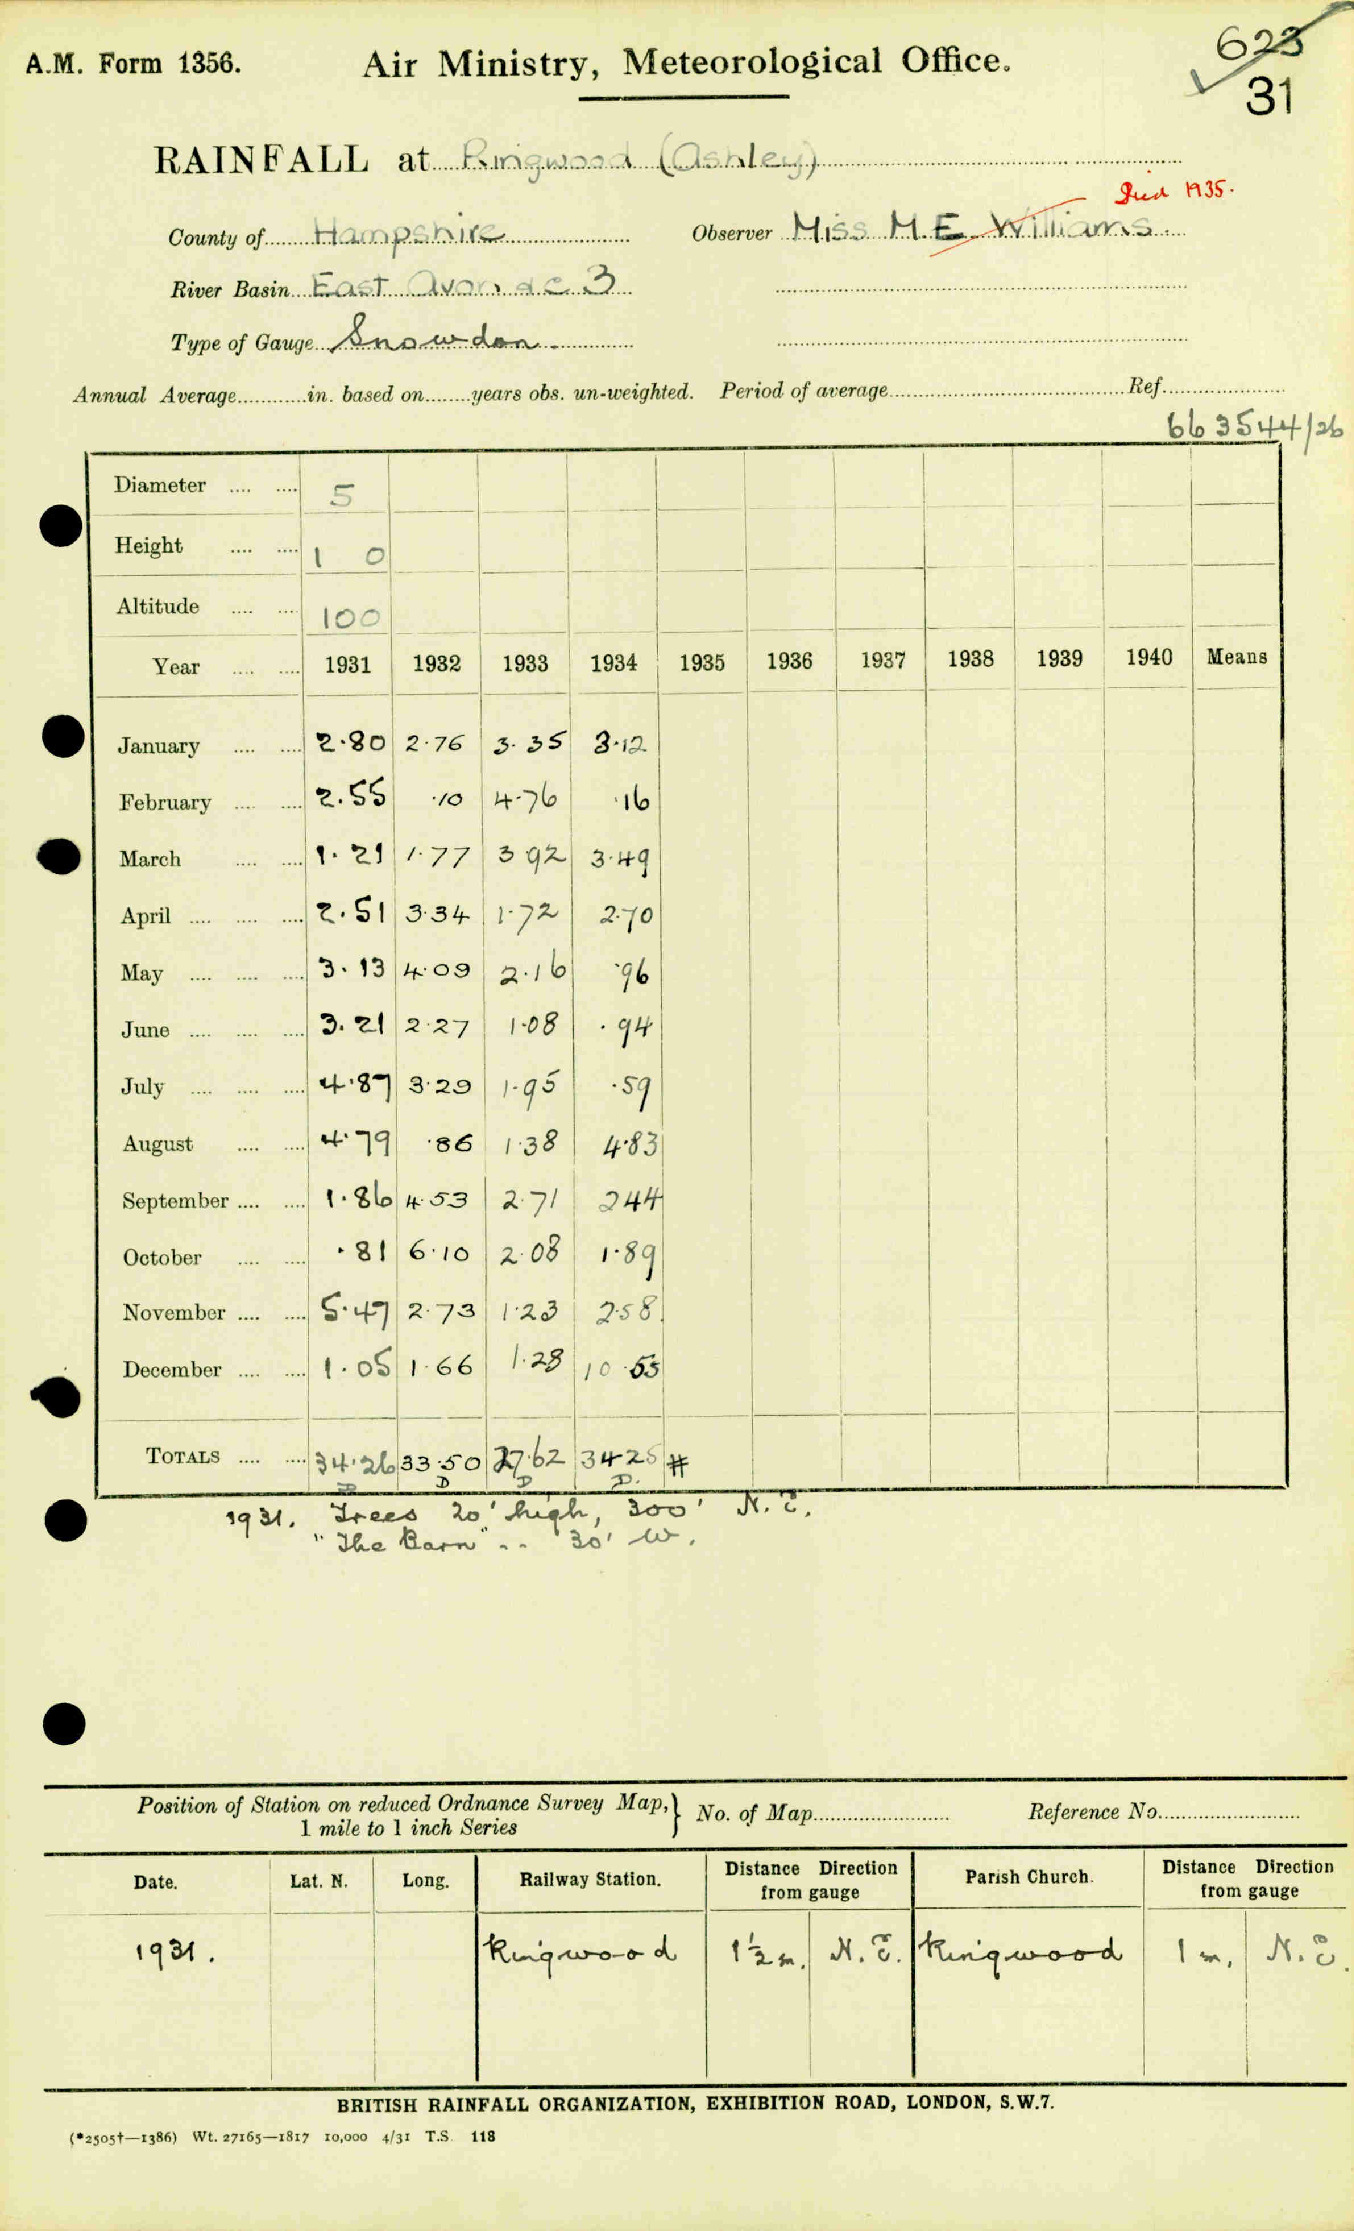 A.M. Form 1356.
Air Ministry, Meteorological Office.
623
31
RAINFALL at Ringwood (Ashley)
Died 1935.
County of Hampshire Observer Miss M.E. Williams
River Basin East Avon &c 3
Type of Gauge Snowdon
Annual Average in. based on years obs. un-weighted. Period of average Ref.
663544/26
Diameter 5
Height 1 0
Altitude 100
Year 1931 1932 1933 1934 1935 1936 1937 1938 1939 1940 Means
January 2.80 2.76 3.35 3.12
February 2.55 .10 4.76 .16
March 1.21 1.77 3 92 3.49
April 2.51 3.34 1.72 2.70
May 3.13 4.09 2.16 .96
June 3.21 2.27 1.08 .94
July 4.87 3.29 1.95 .59
August 4.79 .86 1.38 4.83
September 1.86 4.53 2.71 2 44
October .81 6.10 2.08 1.89
November 5.47 2.73 1.23 2.58
December 1.05 1.66 1.28 10.55
TOTALS 34.26 33.50 27.62 34 25 #
D D D D.
1931. Trees 20' high, 300' N.E.
"The Barn" .. 30' W.
Position of Station on reduced Ordnance Survey Map, } No. of Map Reference No.
1 mile to 1 inch Series
Date. Lat. N. Long. Railway Station. Distance Direction from gauge Parish Church. Distance Direction from gauge
1931. Ringwood 1½ m. N.E. Ringwood 1 m. N.E.
BRITISH RAINFALL ORGANIZATION, EXHIBITION ROAD, LONDON, S.W.7.
(*2505†—1386) Wt. 27165—1817 10,000 4/31 T.S. 118